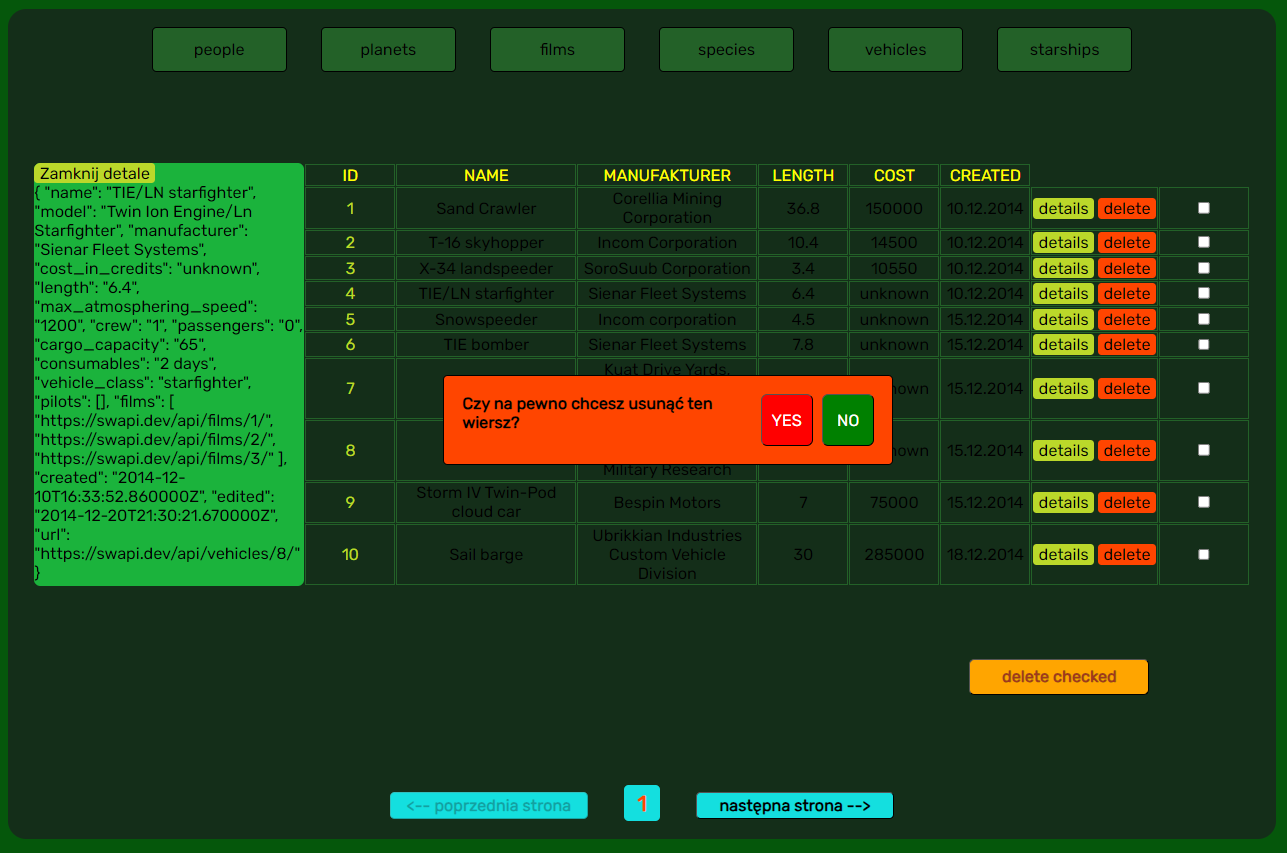 people planets films species vehicles starships
Zamknij detale
{ "name": "TIE/LN starfighter",
"model": "Twin Ion Engine/Ln
Starfighter", "manufacturer":
"Sienar Fleet Systems",
"cost_in_credits": "unknown",
"length": "6.4",
"max_atmosphering_speed":
"1200", "crew": "1", "passengers": "0",
"cargo_capacity": "65",
"consumables": "2 days",
"vehicle_class": "starfighter",
"pilots": [], "films": [
"https://swapi.dev/api/films/1/",
"https://swapi.dev/api/films/2/",
"https://swapi.dev/api/films/3/" ],
"created": "2014-12-
10T16:33:52.860000Z", "edited":
"2014-12-20T21:30:21.670000Z",
"url":
"https://swapi.dev/api/vehicles/8/"
}
ID NAME MANUFAKTURER LENGTH COST CREATED
1 Sand Crawler Corellia Mining
Corporation 36.8 150000 10.12.2014 details delete
2 T-16 skyhopper Incom Corporation 10.4 14500 10.12.2014 details delete
3 X-34 landspeeder SoroSuub Corporation 3.4 10550 10.12.2014 details delete
4 TIE/LN starfighter Sienar Fleet Systems 6.4 unknown 10.12.2014 details delete
5 Snowspeeder Incom corporation 4.5 unknown 15.12.2014 details delete
6 TIE bomber Sienar Fleet Systems 7.8 unknown 15.12.2014 details delete
Kuat Drive Yards,
7 nown 15.12.2014 details delete
Czy na pewno chcesz usunąć ten
wiersz?
YES NO
8 nown 15.12.2014 details delete
Military Research
9 Storm IV Twin-Pod
cloud car Bespin Motors 7 75000 15.12.2014 details delete
10 Sail barge Ubrikkian Industries
Custom Vehicle
Division 30 285000 18.12.2014 details delete
delete checked
<-- poprzednia strona 1 następna strona -->